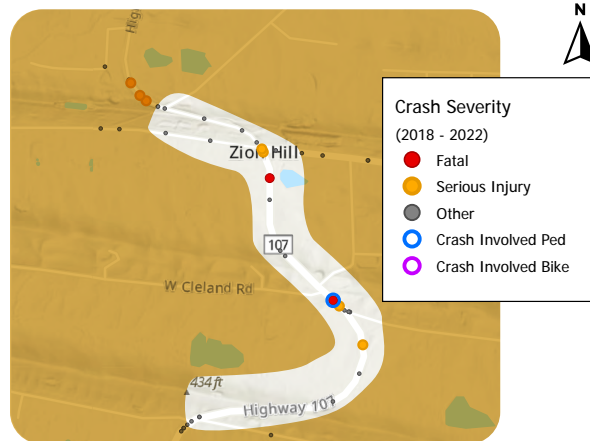 N
High
Crash Severity
(2018 - 2022)
Fatal
Serious Injury
Other
Crash Involved Ped
Crash Involved Bike
Zion Hill
107
W Cleland Rd
434 ft
Highway 107